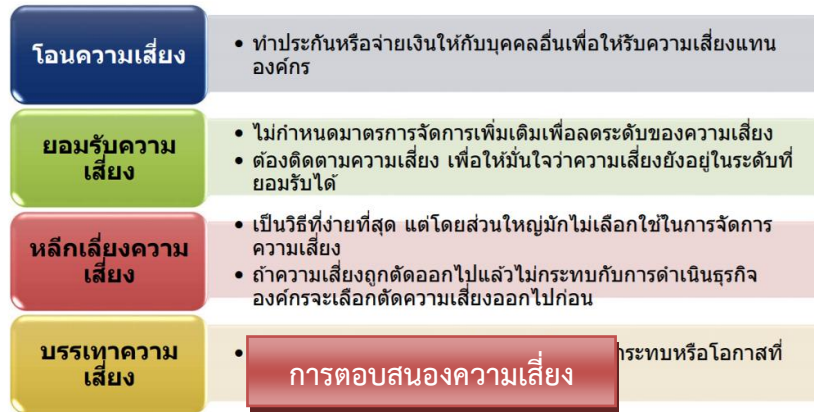 โอนความเสี่ยง
• ทำประกันหรือจ่ายเงินให้กับบุคคลอื่นเพื่อให้รับความเสี่ยงแทน
องค์กร
ยอมรับความ
เสี่ยง
• ไม่กำหนดมาตรการจัดการเพิ่มเติมเพื่อลดระดับของความเสี่ยง
• ต้องติดตามความเสี่ยง เพื่อให้มั่นใจว่าความเสี่ยงยังอยู่ในระดับที่
ยอมรับได้
หลีกเลี่ยงความ
เสี่ยง
• เป็นวิธีที่ง่ายที่สุด แต่โดยส่วนใหญ่มักไม่เลือกใช้ในการจัดการ
ความเสี่ยง
• ถ้าความเสี่ยงถูกตัดออกไปแล้วไม่กระทบกับการดำเนินธุรกิจ
องค์กรจะเลือกตัดความเสี่ยงออกไปก่อน
บรรเทาความ
เสี่ยง
• กระทบหรือโอกาสที่
การตอบสนองความเสี่ยง